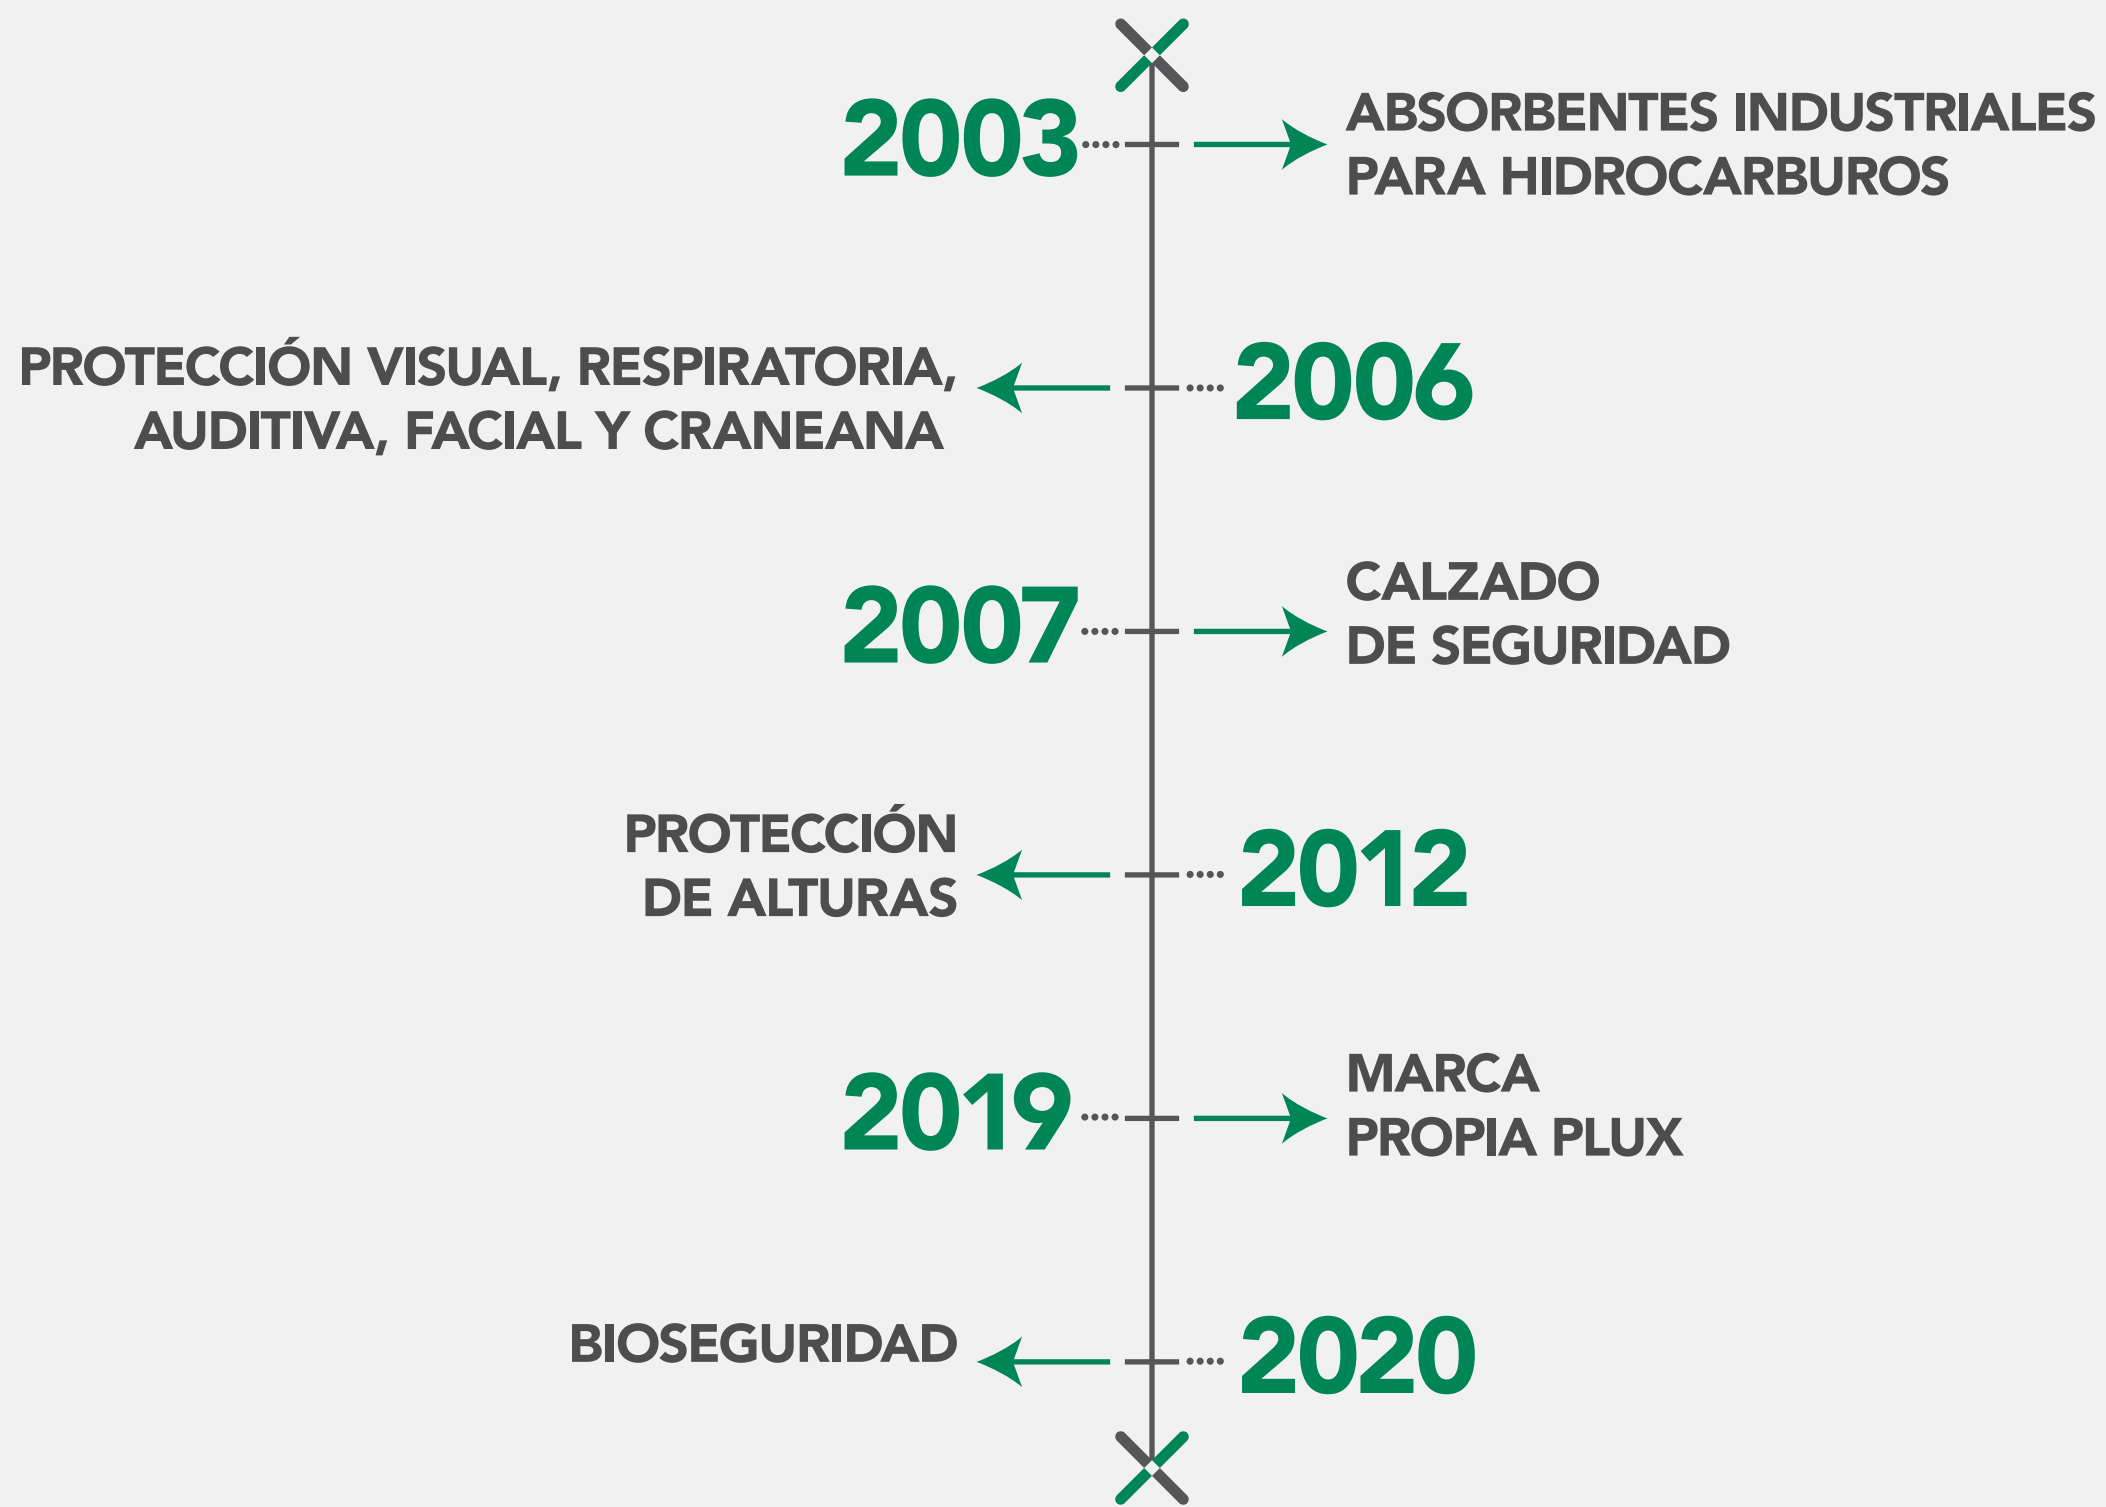 2003
ABSORBENTES INDUSTRIALES
PARA HIDROCARBUROS
PROTECCIÓN VISUAL, RESPIRATORIA,
AUDITIVA, FACIAL Y CRANEANA
2006
2007
CALZADO
DE SEGURIDAD
PROTECCIÓN
DE ALTURAS
2012
2019
MARCA
PROPIA PLUX
BIOSEGURIDAD
2020